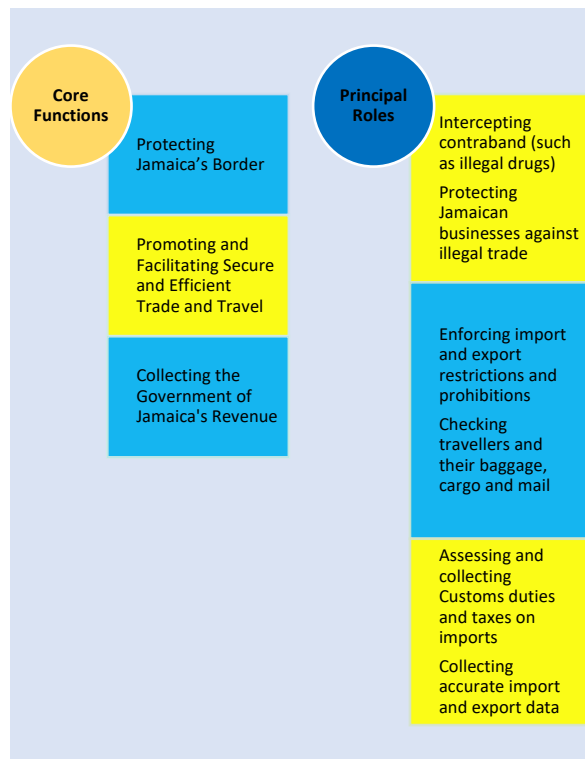 Core
Functions
Protecting
Jamaica’s Border
Promoting and
Facilitating Secure
and Efficient
Trade and Travel
Collecting the
Government of
Jamaica's Revenue
Principal
Roles
Intercepting
contraband (such
as illegal drugs)
Protecting
Jamaican
businesses against
illegal trade
Enforcing import
and export
restrictions and
prohibitions
Checking
travellers and
their baggage,
cargo and mail
Assessing and
collecting
Customs duties
and taxes on
imports
Collecting
accurate import
and export data